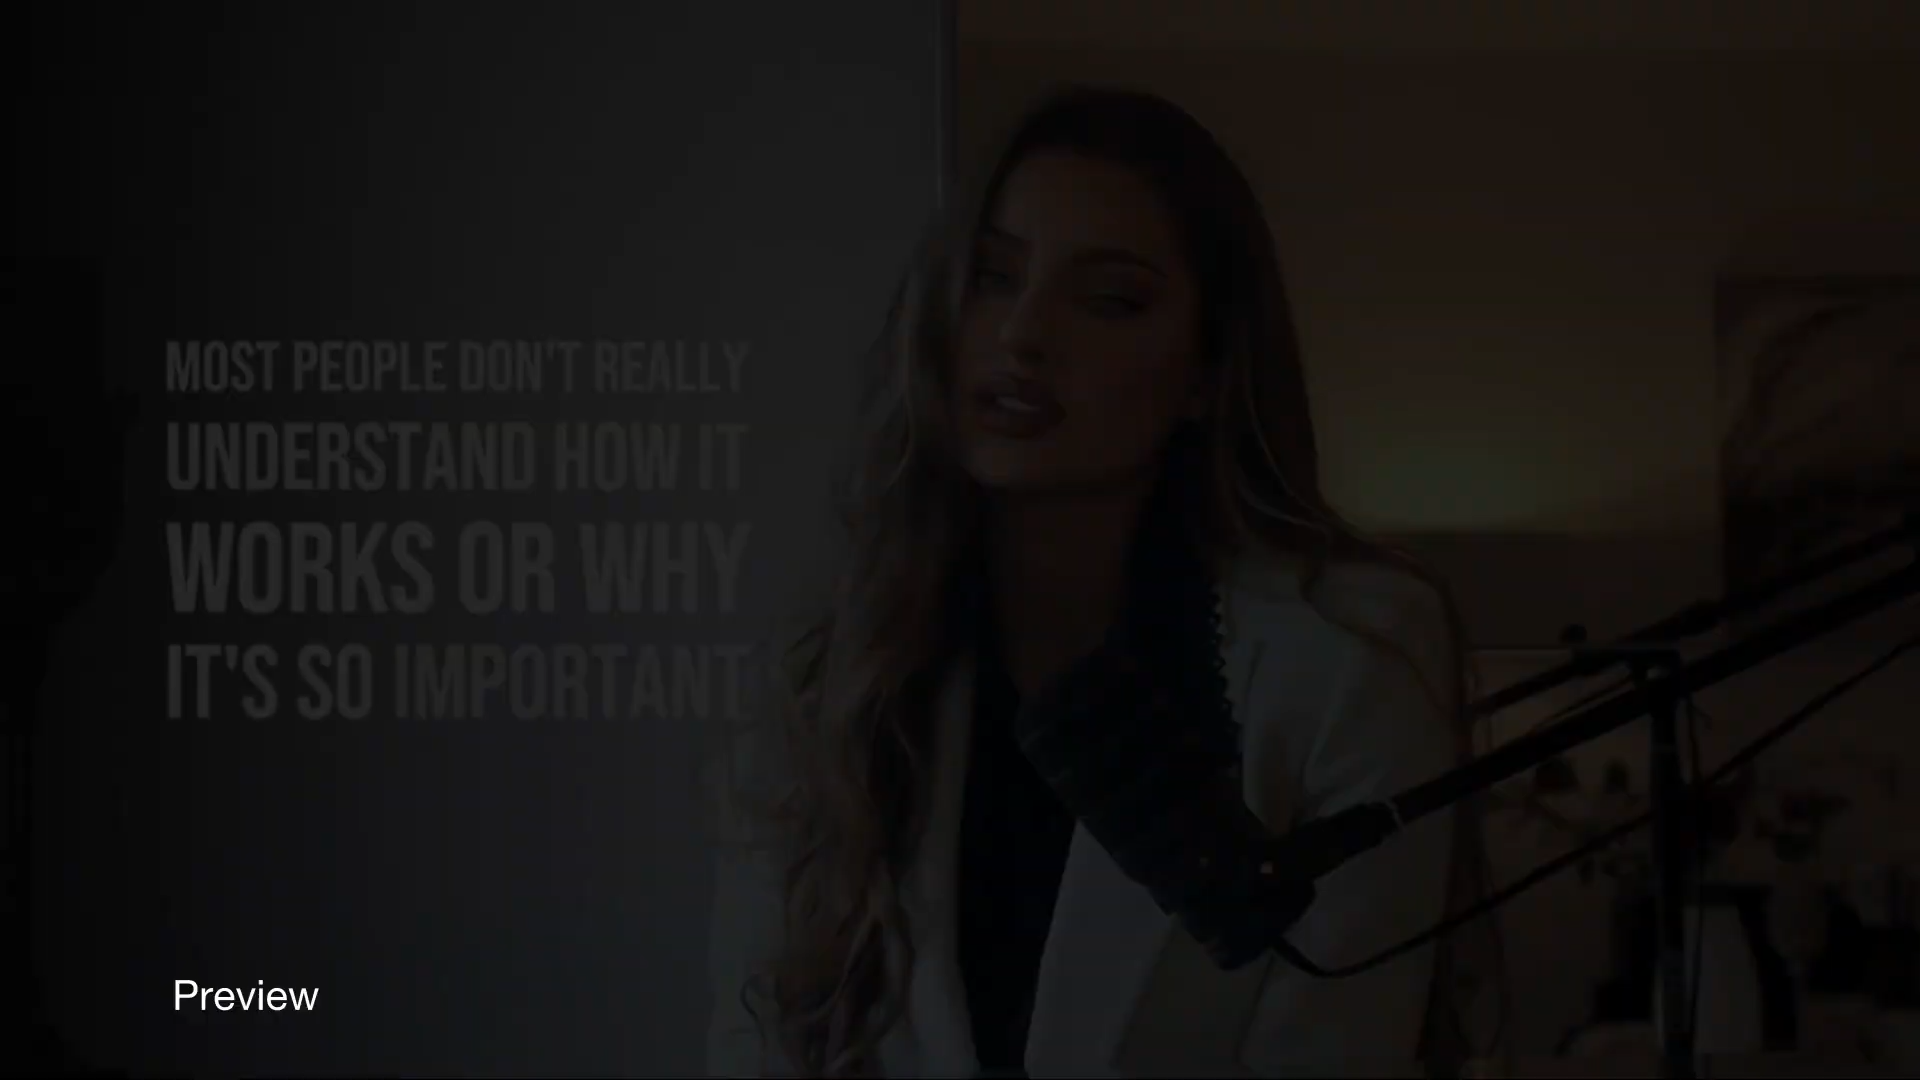 MOST PEOPLE DON'T REALLY
UNDERSTAND HOW IT
WORKS OR WHY
IT'S SO IMPORTANT
Preview